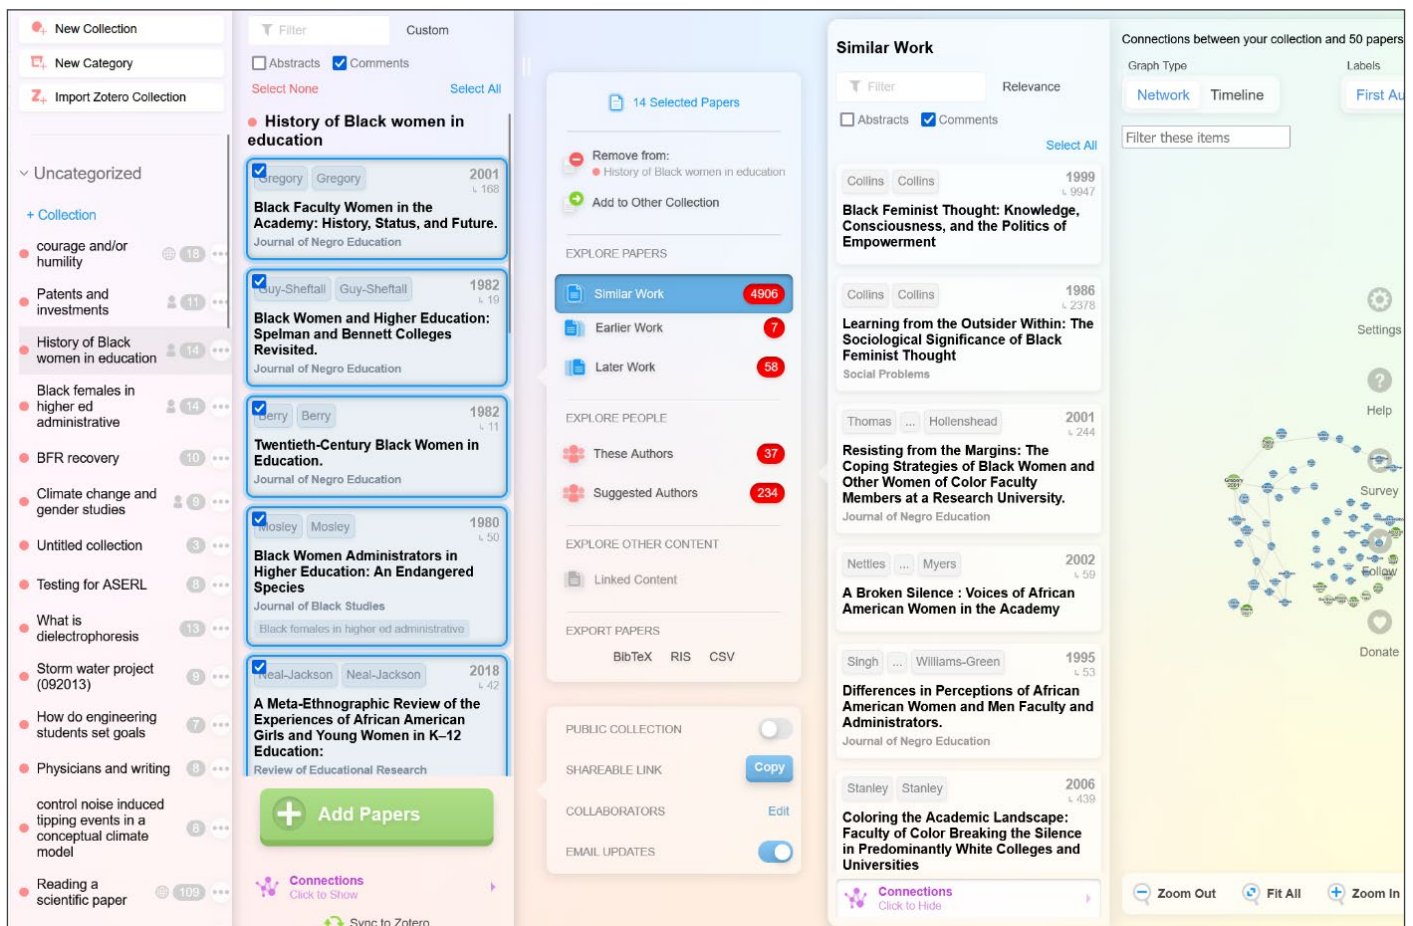 New Collection
New Category
Import Zotero Collection
Uncategorized
+ Collection
courage and/or
humility
18
Patents and
investments
11
History of Black
women in education
14
Black females in
higher ed
administrative
14
BFR recovery
10
Climate change and
gender studies
9
Untitled collection
3
Testing for ASERL
8
What is
dielectrophoresis
13
Storm water project
(092013)
9
How do engineering
students set goals
7
Physicians and writing
8
control noise induced
tipping events in a
conceptual climate
model
8
Reading a
scientific paper
109
Filter
Custom
Abstracts Comments
Select None Select All
History of Black women in
education
Gregory Gregory 2001
168
Black Faculty Women in the
Academy: History, Status, and Future.
Journal of Negro Education
Guy-Sheftall Guy-Sheftall 1982
19
Black Women and Higher Education:
Spelman and Bennett Colleges
Revisited.
Journal of Negro Education
Berry Berry 1982
11
Twentieth-Century Black Women in
Education.
Journal of Negro Education
Mosley Mosley 1980
50
Black Women Administrators in
Higher Education: An Endangered
Species
Journal of Black Studies
Black females in higher ed administrative
Neal-Jackson Neal-Jackson 2018
42
A Meta-Ethnographic Review of the
Experiences of African American
Girls and Young Women in K–12
Education:
Review of Educational Research
Add Papers
Connections
Click to Show
Sync to Zotero
14 Selected Papers
Remove from:
History of Black women in education
Add to Other Collection
EXPLORE PAPERS
Similar Work 4906
Earlier Work 7
Later Work 58
EXPLORE PEOPLE
These Authors 37
Suggested Authors 234
EXPLORE OTHER CONTENT
Linked Content
EXPORT PAPERS
BibTeX RIS CSV
PUBLIC COLLECTION
SHAREABLE LINK Copy
COLLABORATORS Edit
EMAIL UPDATES
Similar Work
Filter
Relevance
Abstracts Comments
Select All
Collins Collins 1999
9947
Black Feminist Thought: Knowledge,
Consciousness, and the Politics of
Empowerment
Collins Collins 1986
2378
Learning from the Outsider Within: The
Sociological Significance of Black
Feminist Thought
Social Problems
Thomas ... Hollenshead 2001
244
Resisting from the Margins: The
Coping Strategies of Black Women and
Other Women of Color Faculty
Members at a Research University.
Journal of Negro Education
Nettles ... Myers 2002
59
A Broken Silence : Voices of African
American Women in the Academy
Singh ... Williams-Green 1995
53
Differences in Perceptions of African
American Women and Men Faculty and
Administrators.
Journal of Negro Education
Stanley Stanley 2006
439
Coloring the Academic Landscape:
Faculty of Color Breaking the Silence
in Predominantly White Colleges and
Universities
Connections
Click to Hide
Connections between your collection and 50 papers
Graph Type Labels
Network Timeline First Au
Filter these items
Settings
Help
Survey
Follow
Donate
Gregory
2001
Zoom Out Fit All Zoom In